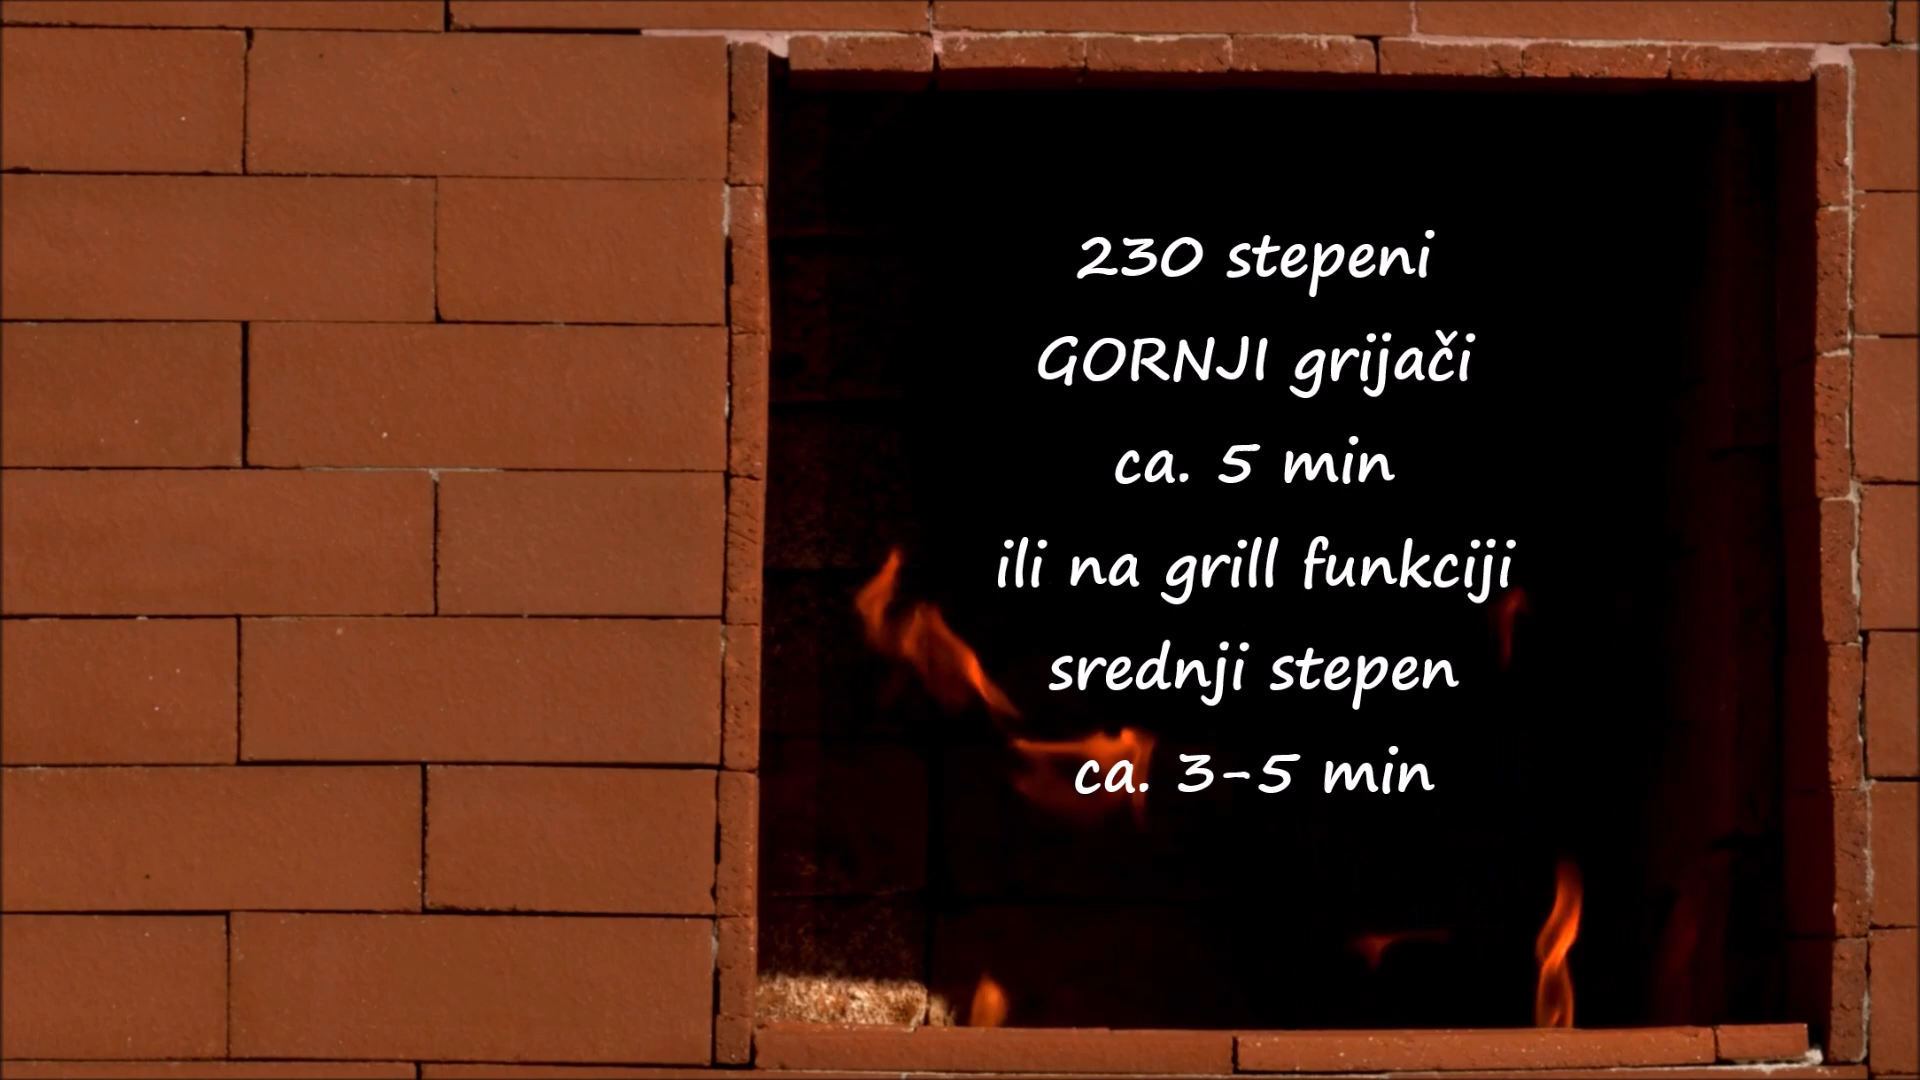 230 stepeni
GORNJI grijači
ca. 5 min
ili na grill funkciji
srednji stepen
ca. 3-5 min